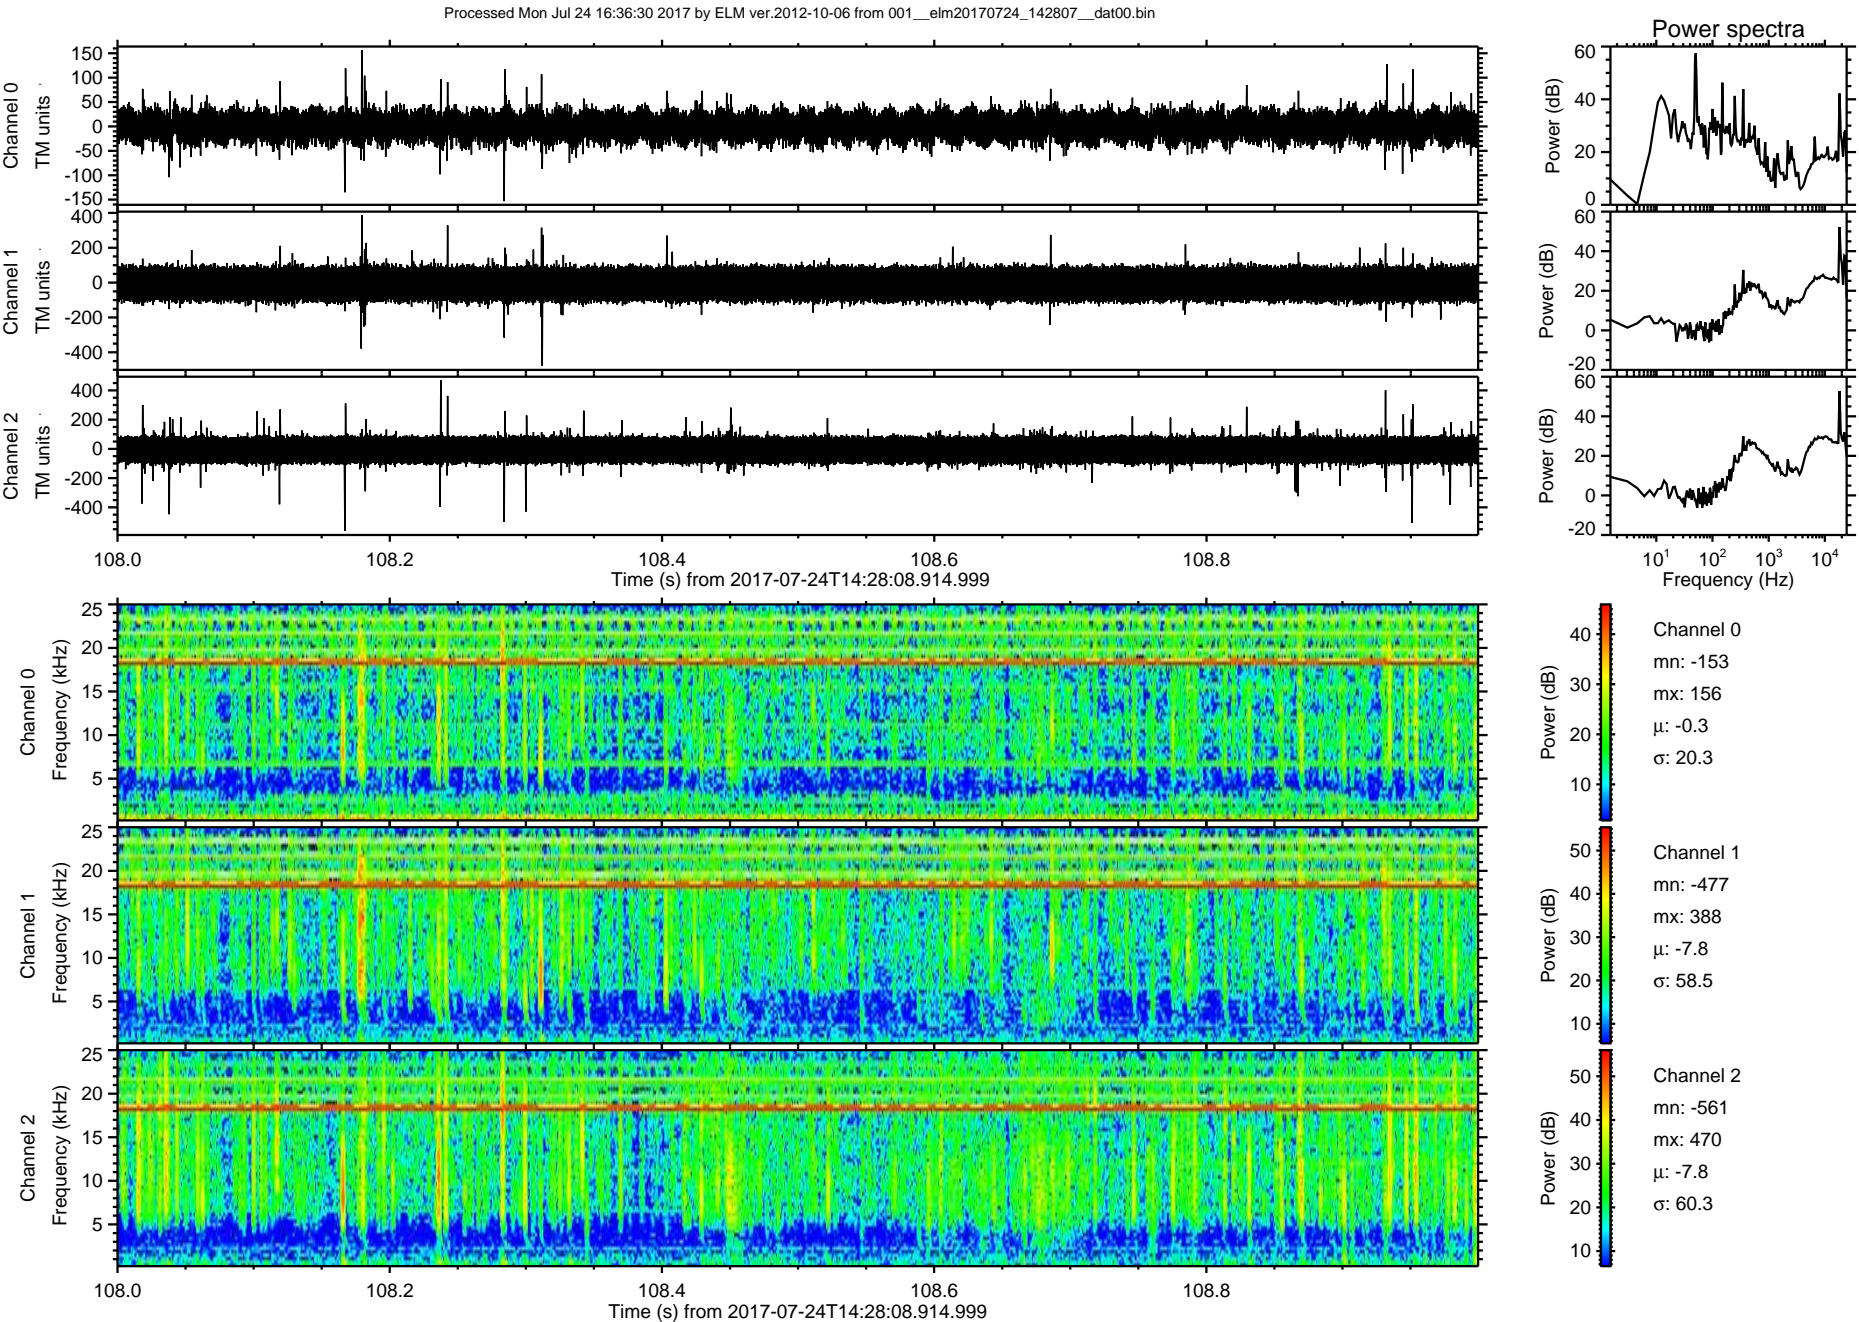 Processed Mon Jul 24 16:36:30 2017 by ELM ver.2012-10-06 from 001__elm20170724_142807__dat00.bin
Power spectra
Channel 0
TM units
150
100
50
0
-50
-100
-150
Power (dB)
60
40
20
0
Channel 1
TM units
400
200
0
-200
-400
Power (dB)
60
40
20
0
-20
Channel 2
TM units
400
200
0
-200
-400
Power (dB)
60
40
20
0
-20
108.0 108.2 108.4 108.6 108.8
Time (s) from 2017-07-24T14:28:08.914.999
10^1 10^2 10^3 10^4
Frequency (Hz)
Channel 0
Frequency (kHz)
25
20
15
10
5
Power (dB)
40
30
20
10
Channel 0
mn: -153
mx: 156
µ: -0.3
σ: 20.3
Channel 1
Frequency (kHz)
25
20
15
10
5
Power (dB)
50
40
30
20
10
Channel 1
mn: -477
mx: 388
µ: -7.8
σ: 58.5
Channel 2
Frequency (kHz)
25
20
15
10
5
Power (dB)
50
40
30
20
10
Channel 2
mn: -561
mx: 470
µ: -7.8
σ: 60.3
108.0 108.2 108.4 108.6 108.8
Time (s) from 2017-07-24T14:28:08.914.999